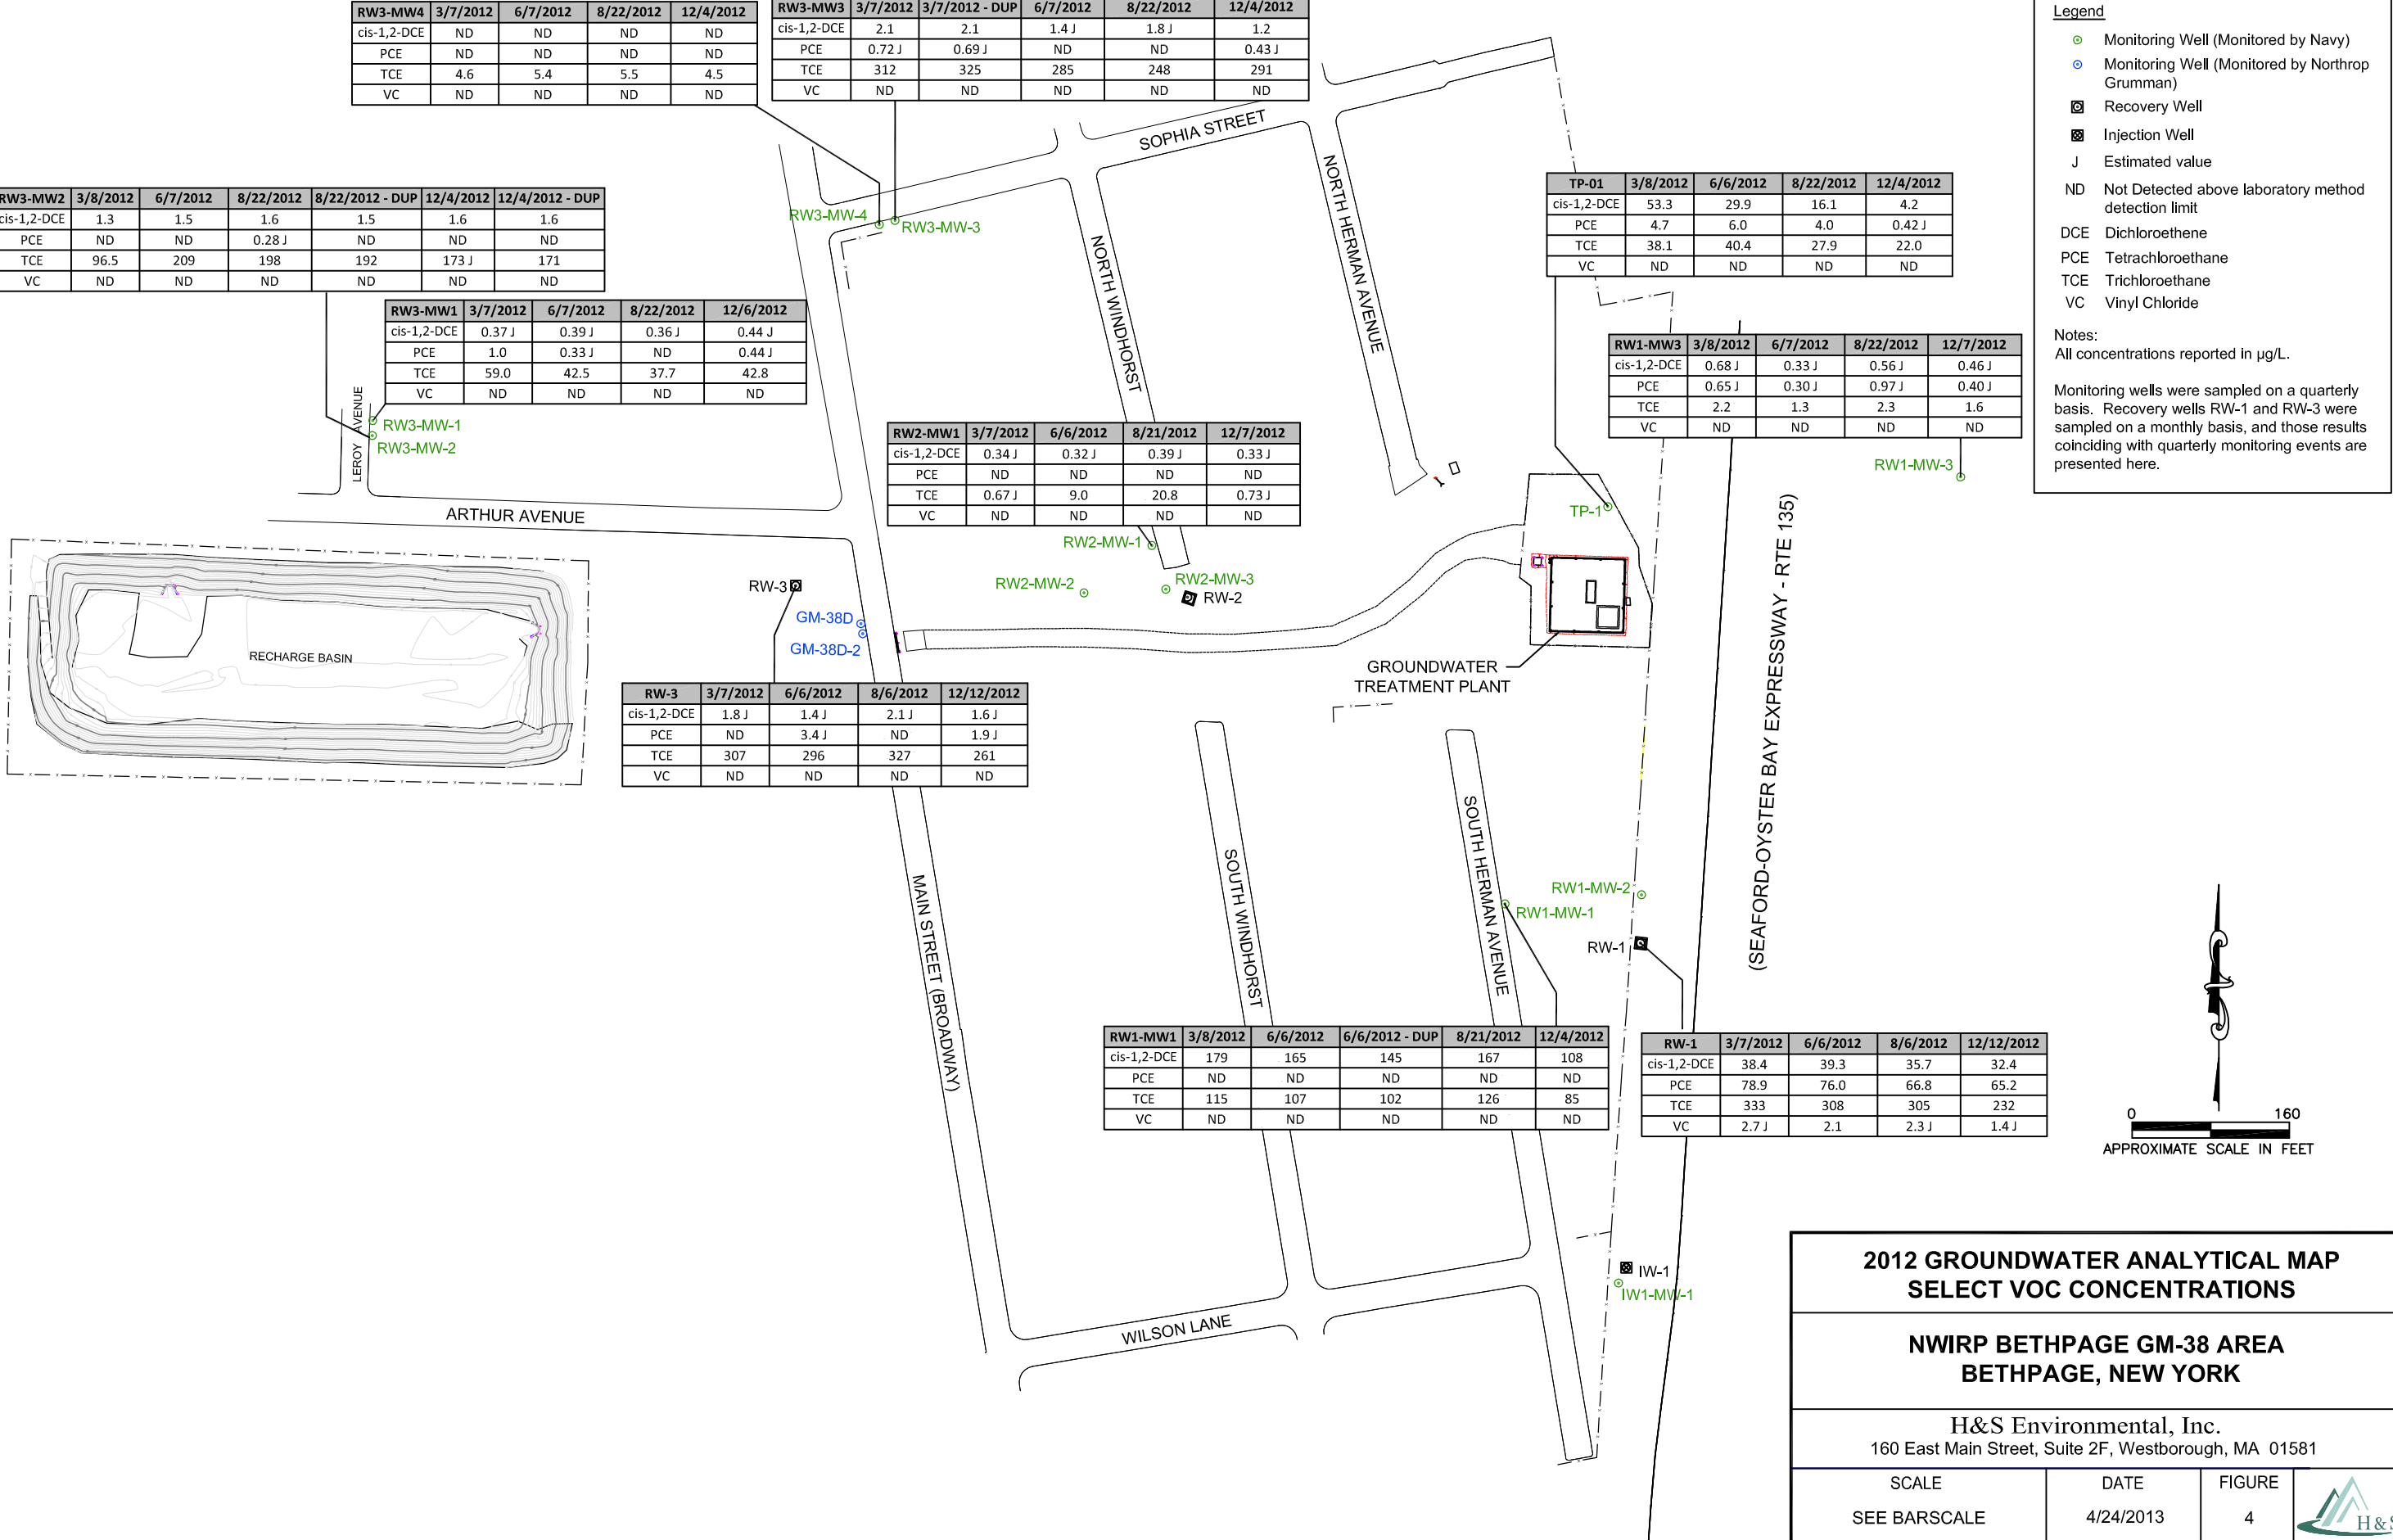 RW3-MW4 3/7/2012 6/7/2012 8/22/2012 12/4/2012
cis-1,2-DCE ND ND ND ND
PCE ND ND ND ND
TCE 4.6 5.4 5.5 4.5
VC ND ND ND ND
RW3-MW3 3/7/2012 3/7/2012 - DUP 6/7/2012 8/22/2012 12/4/2012
cis-1,2-DCE 2.1 2.1 1.4 J 1.8 J 1.2
PCE 0.72 J 0.69 J ND ND 0.43 J
TCE 312 325 285 248 291
VC ND ND ND ND ND
Legend
Monitoring Well (Monitored by Navy)
Monitoring Well (Monitored by Northrop
Grumman)
Recovery Well
Injection Well
J Estimated value
ND Not Detected above laboratory method
detection limit
DCE Dichloroethene
PCE Tetrachloroethane
TCE Trichloroethane
VC Vinyl Chloride
Notes:
All concentrations reported in µg/L.
Monitoring wells were sampled on a quarterly
basis. Recovery wells RW-1 and RW-3 were
sampled on a monthly basis, and those results
coinciding with quarterly monitoring events are
presented here.
SOPHIA STREET
NORTH HERMAN AVENUE
NORTH WINDHORST
RW3-MW2 3/8/2012 6/7/2012 8/22/2012 8/22/2012 - DUP 12/4/2012 12/4/2012 - DUP
cis-1,2-DCE 1.3 1.5 1.6 1.5 1.6 1.6
PCE ND ND 0.28 J ND ND ND
TCE 96.5 209 198 192 173 J 171
VC ND ND ND ND ND ND
RW3-MW-4
RW3-MW-3
TP-01 3/8/2012 6/6/2012 8/22/2012 12/4/2012
cis-1,2-DCE 53.3 29.9 16.1 4.2
PCE 4.7 6.0 4.0 0.42 J
TCE 38.1 40.4 27.9 22.0
VC ND ND ND ND
RW3-MW1 3/7/2012 6/7/2012 8/22/2012 12/6/2012
cis-1,2-DCE 0.37 J 0.39 J 0.36 J 0.44 J
PCE 1.0 0.33 J ND 0.44 J
TCE 59.0 42.5 37.7 42.8
VC ND ND ND ND
RW1-MW3 3/8/2012 6/7/2012 8/22/2012 12/7/2012
cis-1,2-DCE 0.68 J 0.33 J 0.56 J 0.46 J
PCE 0.65 J 0.30 J 0.97 J 0.40 J
TCE 2.2 1.3 2.3 1.6
VC ND ND ND ND
LEROY AVENUE
RW3-MW-1
RW3-MW-2
RW2-MW1 3/7/2012 6/6/2012 8/21/2012 12/7/2012
cis-1,2-DCE 0.34 J 0.32 J 0.39 J 0.33 J
PCE ND ND ND ND
TCE 0.67 J 9.0 20.8 0.73 J
VC ND ND ND ND
RW1-MW-3
TP-1
ARTHUR AVENUE
RW2-MW-1
RW2-MW-2
RW2-MW-3
RW-2
RW-3
GM-38D
GM-38D-2
RECHARGE BASIN
GROUNDWATER
TREATMENT PLANT
(SEAFORD-OYSTER BAY EXPRESSWAY - RTE 135)
RW-3 3/7/2012 6/6/2012 8/6/2012 12/12/2012
cis-1,2-DCE 1.8 J 1.4 J 2.1 J 1.6 J
PCE ND 3.4 J ND 1.9 J
TCE 307 296 327 261
VC ND ND ND ND
MAIN STREET (BROADWAY)
SOUTH WINDHORST
SOUTH HERMAN AVENUE
RW1-MW-2
RW1-MW-1
RW-1
RW1-MW1 3/8/2012 6/6/2012 6/6/2012 - DUP 8/21/2012 12/4/2012
cis-1,2-DCE 179 165 145 167 108
PCE ND ND ND ND ND
TCE 115 107 102 126 85
VC ND ND ND ND ND
RW-1 3/7/2012 6/6/2012 8/6/2012 12/12/2012
cis-1,2-DCE 38.4 39.3 35.7 32.4
PCE 78.9 76.0 66.8 65.2
TCE 333 308 305 232
VC 2.7 J 2.1 2.3 J 1.4 J
0 160
APPROXIMATE SCALE IN FEET
IW-1
IW1-MW-1
WILSON LANE
2012 GROUNDWATER ANALYTICAL MAP
SELECT VOC CONCENTRATIONS
NWIRP BETHPAGE GM-38 AREA
BETHPAGE, NEW YORK
H&S Environmental, Inc.
160 East Main Street, Suite 2F, Westborough, MA 01581
SCALE DATE FIGURE
SEE BARSCALE 4/24/2013 4
H&S